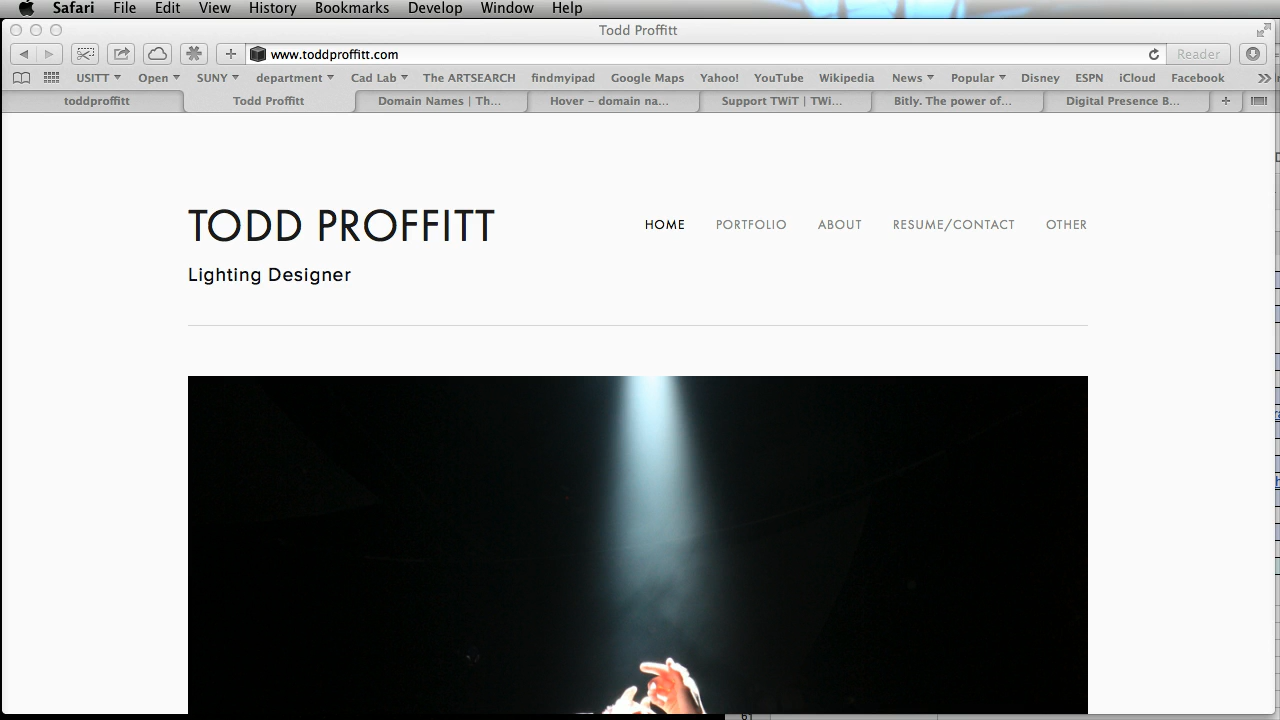 Safari File Edit View History Bookmarks Develop Window Help
Todd Proffitt
www.toddproffitt.com Reader
USITT Open SUNY department Cad Lab The ARTSEARCH findmyipad Google Maps Yahoo! YouTube Wikipedia News Popular Disney ESPN iCloud Facebook
toddproffitt Todd Proffitt Domain Names | Th... Hover – domain na... Support TWiT | TWi... Bitly. The power of... Digital Presence B...
TODD PROFFITT HOME PORTFOLIO ABOUT RESUME/CONTACT OTHER
Lighting Designer